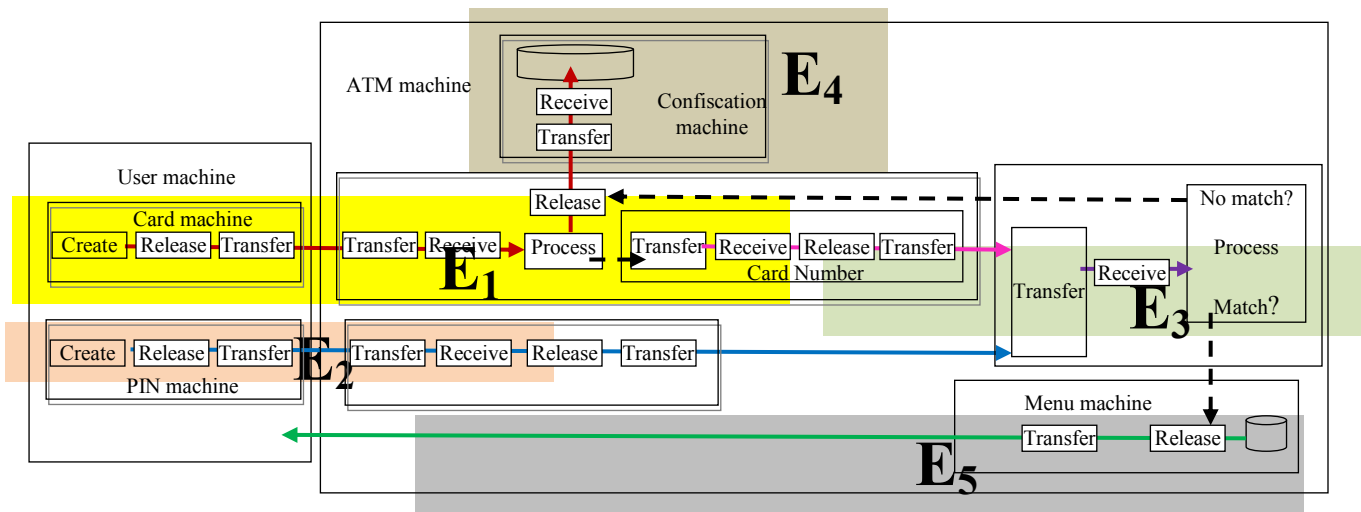 E4
ATM machine
Receive
Confiscation
machine
Transfer
User machine
Release
No match?
Card machine
Create
Release
Transfer
Transfer
Receive
Process
Transfer
Receive
Release
Transfer
Process
Card Number
E1
Transfer
Receive
E3
Match?
Create
Release
Transfer
E2
Transfer
Receive
Release
Transfer
PIN machine
Menu machine
Transfer
Release
E5